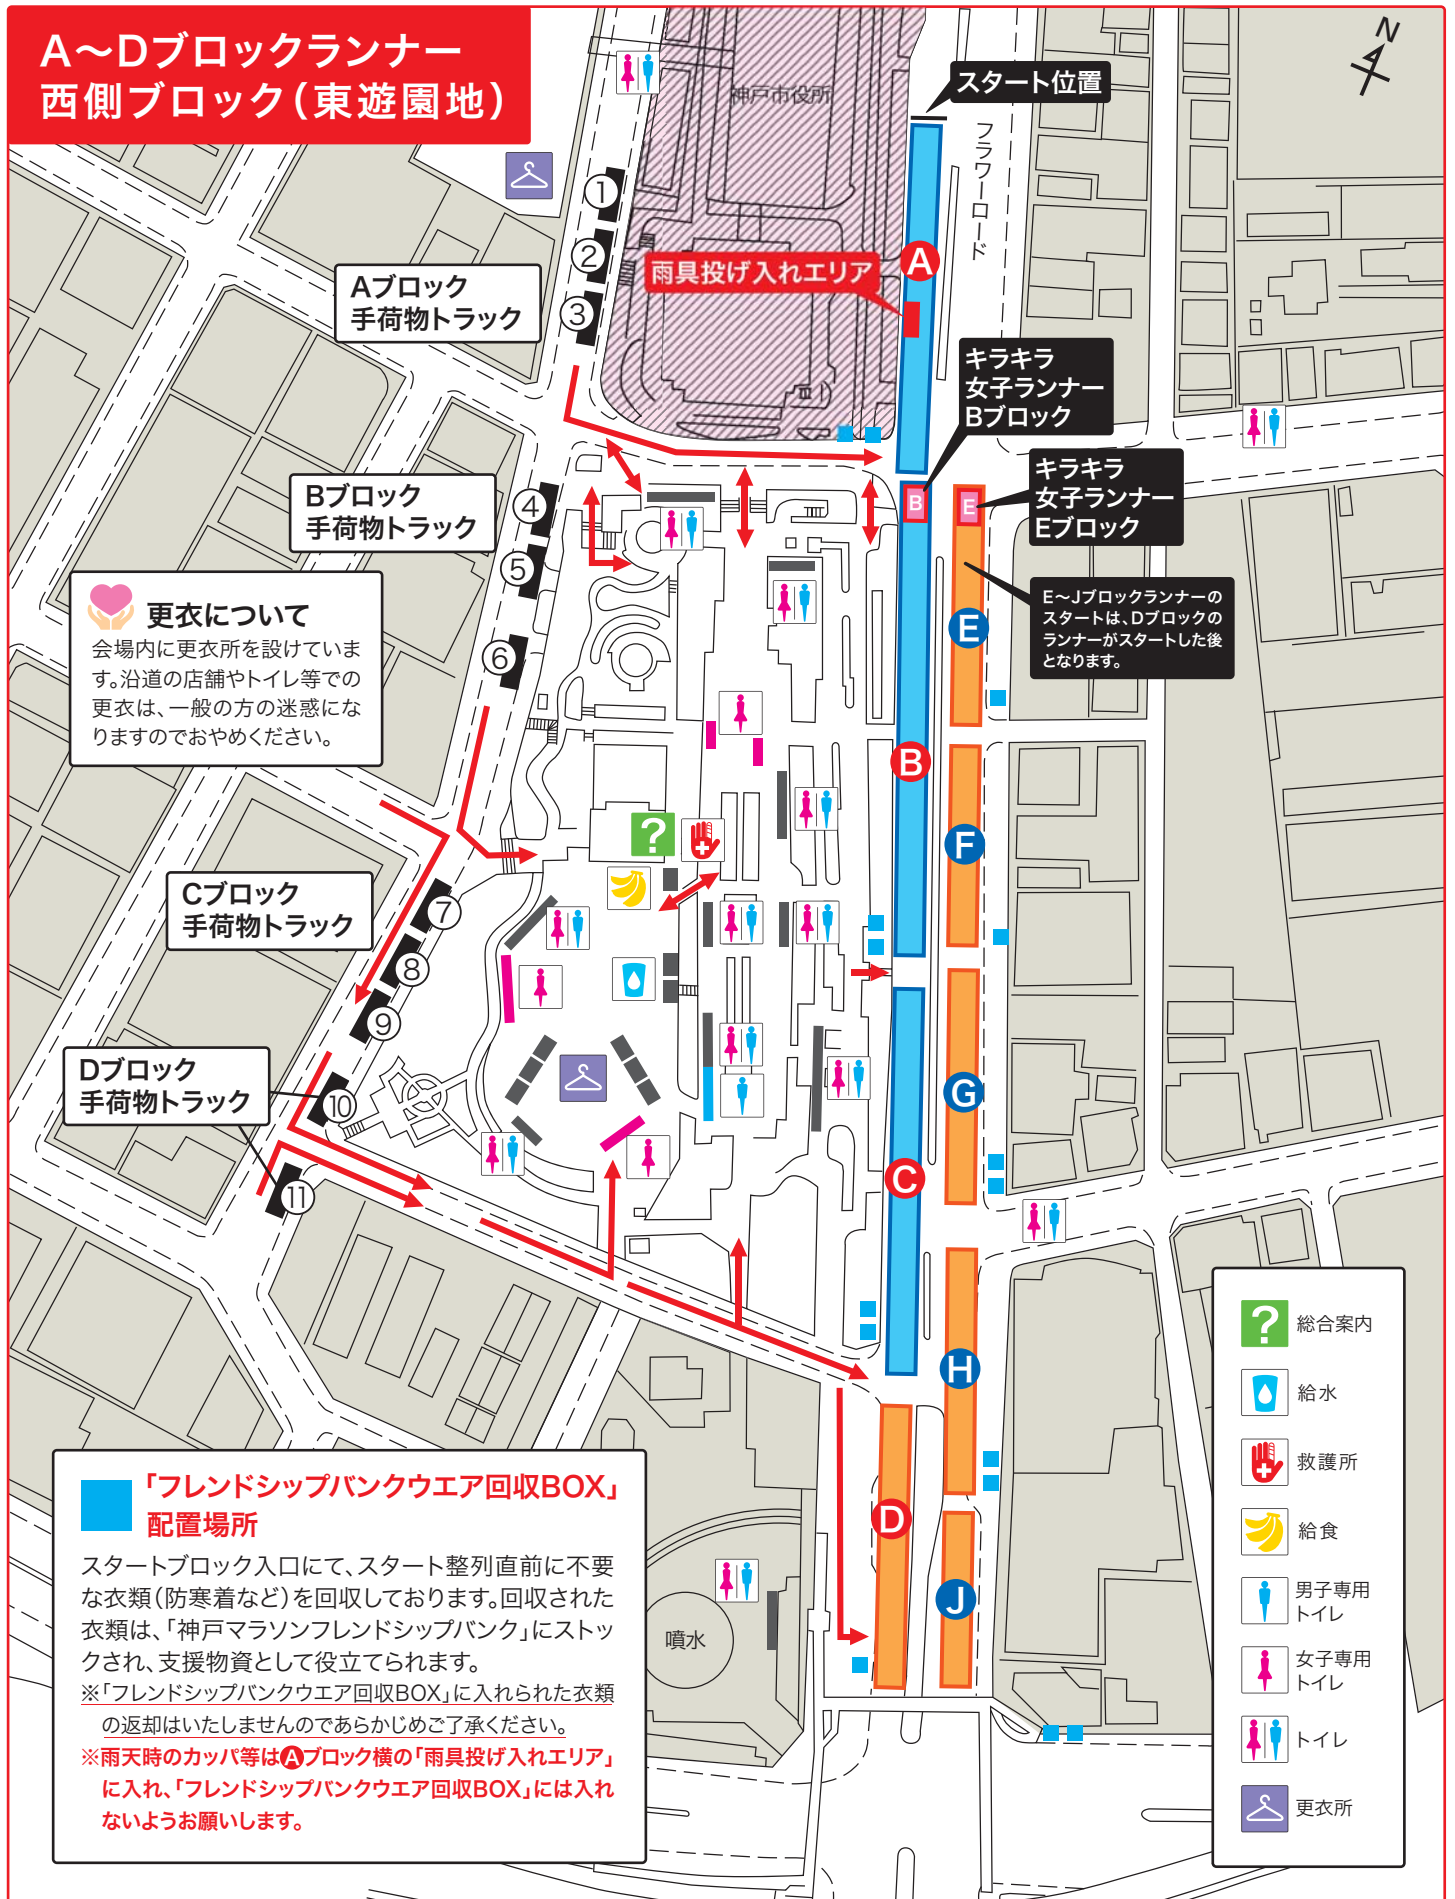 A～Dブロックランナー
西側ブロック（東遊園地）
N
神戸市役所
スタート位置
フラワーロード
①
②
③
Aブロック
手荷物トラック
雨具投げ入れエリア
A
キラキラ
女子ランナー
Bブロック
B
E
キラキラ
女子ランナー
Eブロック
Bブロック
手荷物トラック
④
⑤
⑥
E～Jブロックランナーの
スタートは、Dブロックの
ランナーがスタートした後
となります。
E
更衣について
会場内に更衣所を設けていま
す。沿道の店舗やトイレ等での
更衣は、一般の方の迷惑にな
りますのでおやめください。
B
F
?
Cブロック
手荷物トラック
⑦
⑧
⑨
Dブロック
手荷物トラック
⑩
⑪
G
C
H
D
J
噴水
「フレンドシップバンクウエア回収BOX」
配置場所
スタートブロック入口にて、スタート整列直前に不要
な衣類（防寒着など）を回収しております。回収された
衣類は、「神戸マラソンフレンドシップバンク」にストッ
クされ、支援物資として役立てられます。
※「フレンドシップバンクウエア回収BOX」に入れられた衣類
の返却はいたしませんのであらかじめご了承ください。
※雨天時のカッパ等はAブロック横の「雨具投げ入れエリア」
に入れ、「フレンドシップバンクウエア回収BOX」には入れ
ないようお願いします。
? 総合案内
給水
救護所
給食
男子専用
トイレ
女子専用
トイレ
トイレ
更衣所